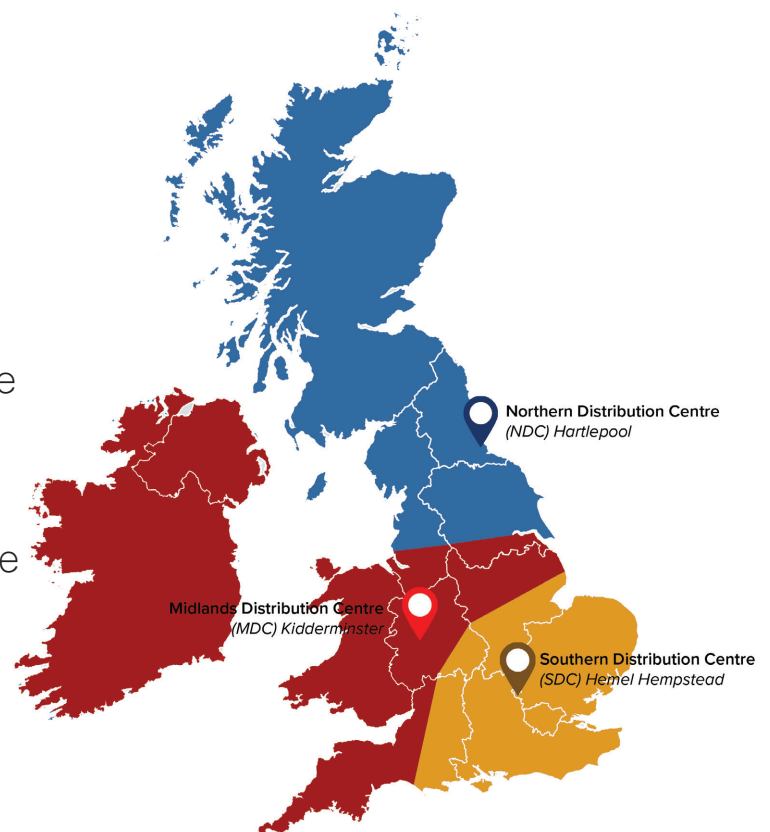 e
Northern Distribution Centre
(NDC) Hartlepool
e
Midlands Distribution Centre
(MDC) Kidderminster
Southern Distribution Centre
(SDC) Hemel Hempstead